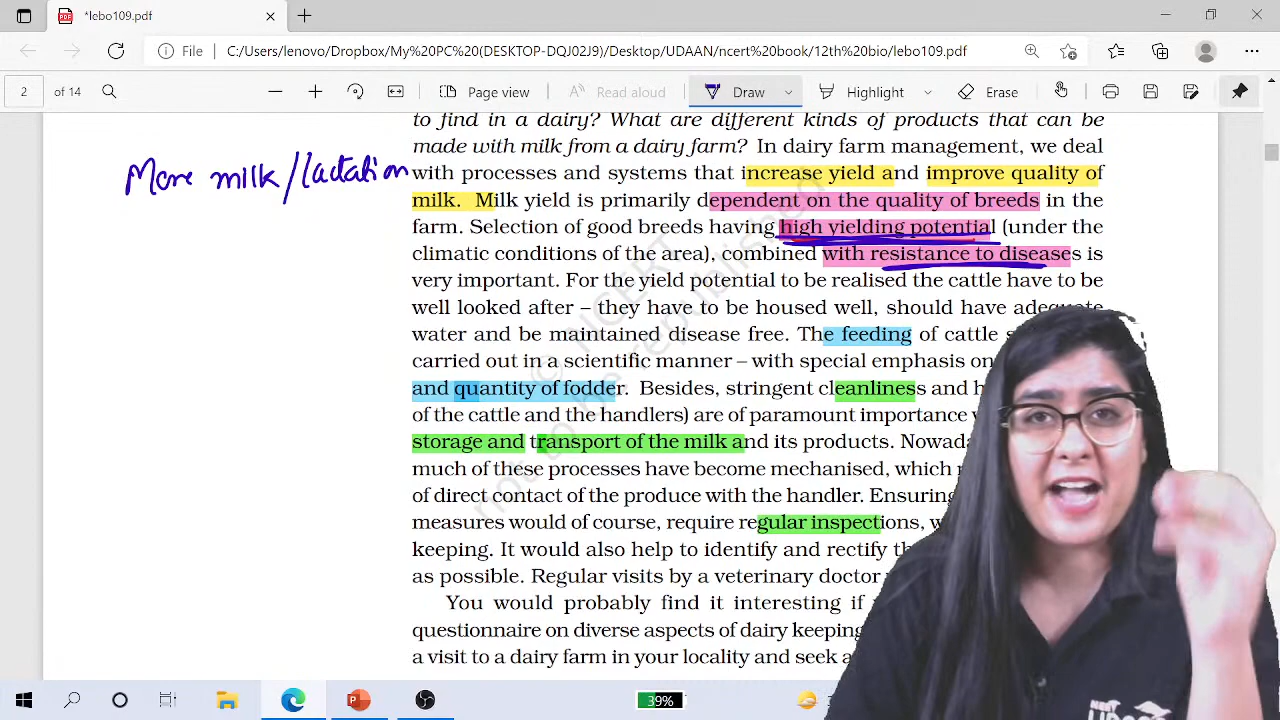 *lebo109.pdf
File C:/Users/lenovo/Dropbox/My%20PC%20(DESKTOP-DQJ02J9)/Desktop/UDAAN/ncert%20book/12th%20bio/lebo109.pdf
2 of 14 Page view Read aloud Draw Highlight Erase
to find in a dairy? What are different kinds of products that can be
made with milk from a dairy farm? In dairy farm management, we deal
More milk/lactation
with processes and systems that increase yield and improve quality of
milk. Milk yield is primarily dependent on the quality of breeds in the
farm. Selection of good breeds having high yielding potential (under the
climatic conditions of the area), combined with resistance to diseases is
very important. For the yield potential to be realised the cattle have to be
well looked after – they have to be housed well, should have adequate
water and be maintained disease free. The feeding of cattle
carried out in a scientific manner – with special emphasis on
and quantity of fodder. Besides, stringent cleanliness and
of the cattle and the handlers) are of paramount importance
storage and transport of the milk and its products.
much of these processes have become mechanised, which
of direct contact of the produce with the handler. Ensuring
measures would of course, require regular inspections,
keeping. It would also help to identify and rectify
as possible. Regular visits by a veterinary doctor
You would probably find it interesting if
questionnaire on diverse aspects of dairy keeping
a visit to a dairy farm in your locality and seek
© NCERT
not to be republished
39%